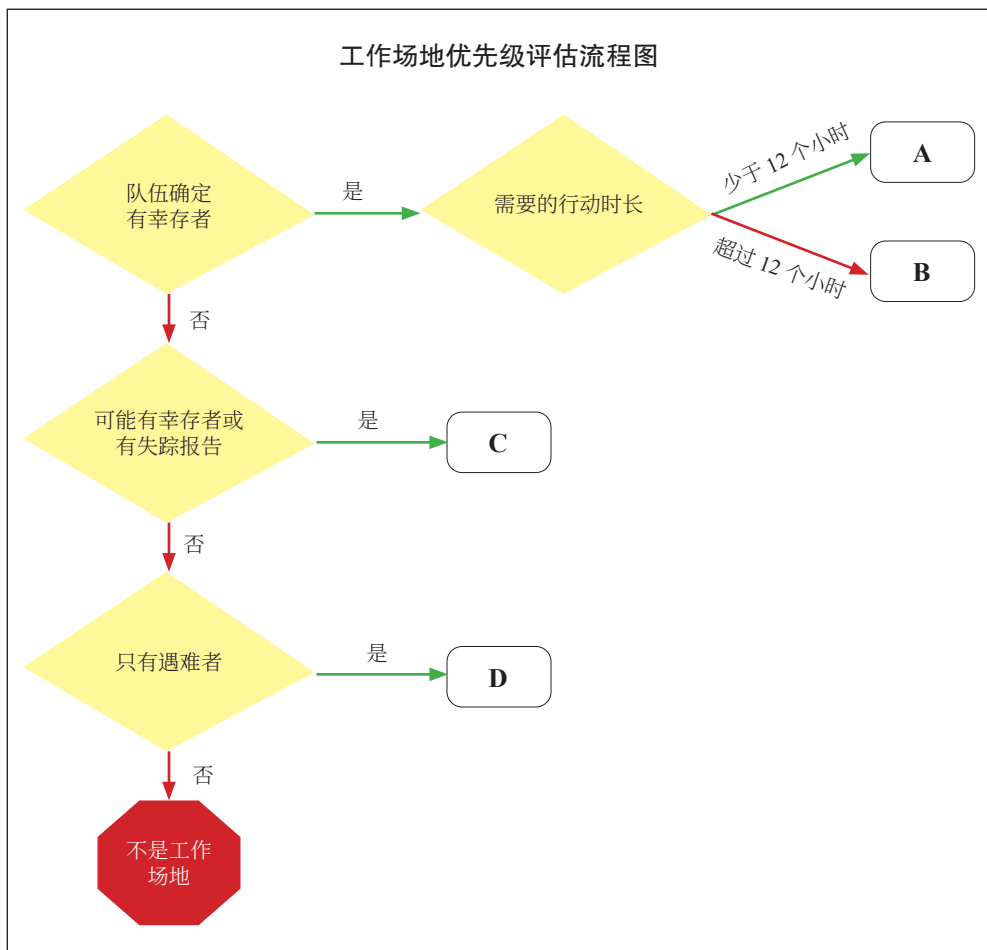 工作场地优先级评估流程图
队伍确定
有幸存者
是
需要的行动时长
少于 12 个小时
A
超过 12 个小时
B
否
可能有幸存者或
有失踪报告
是
C
否
只有遇难者
是
D
否
不是工作
场地